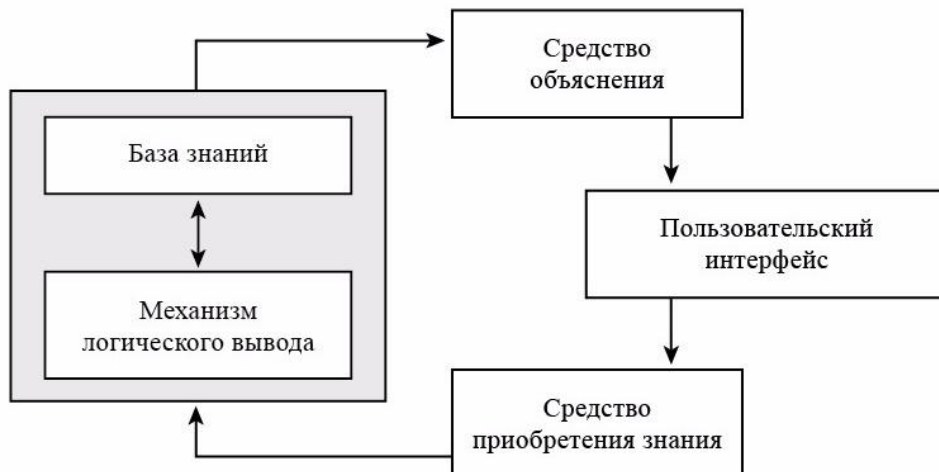 Средство
объяснения
База знаний
Пользовательский
интерфейс
Механизм
логического вывода
Средство
приобретения знания